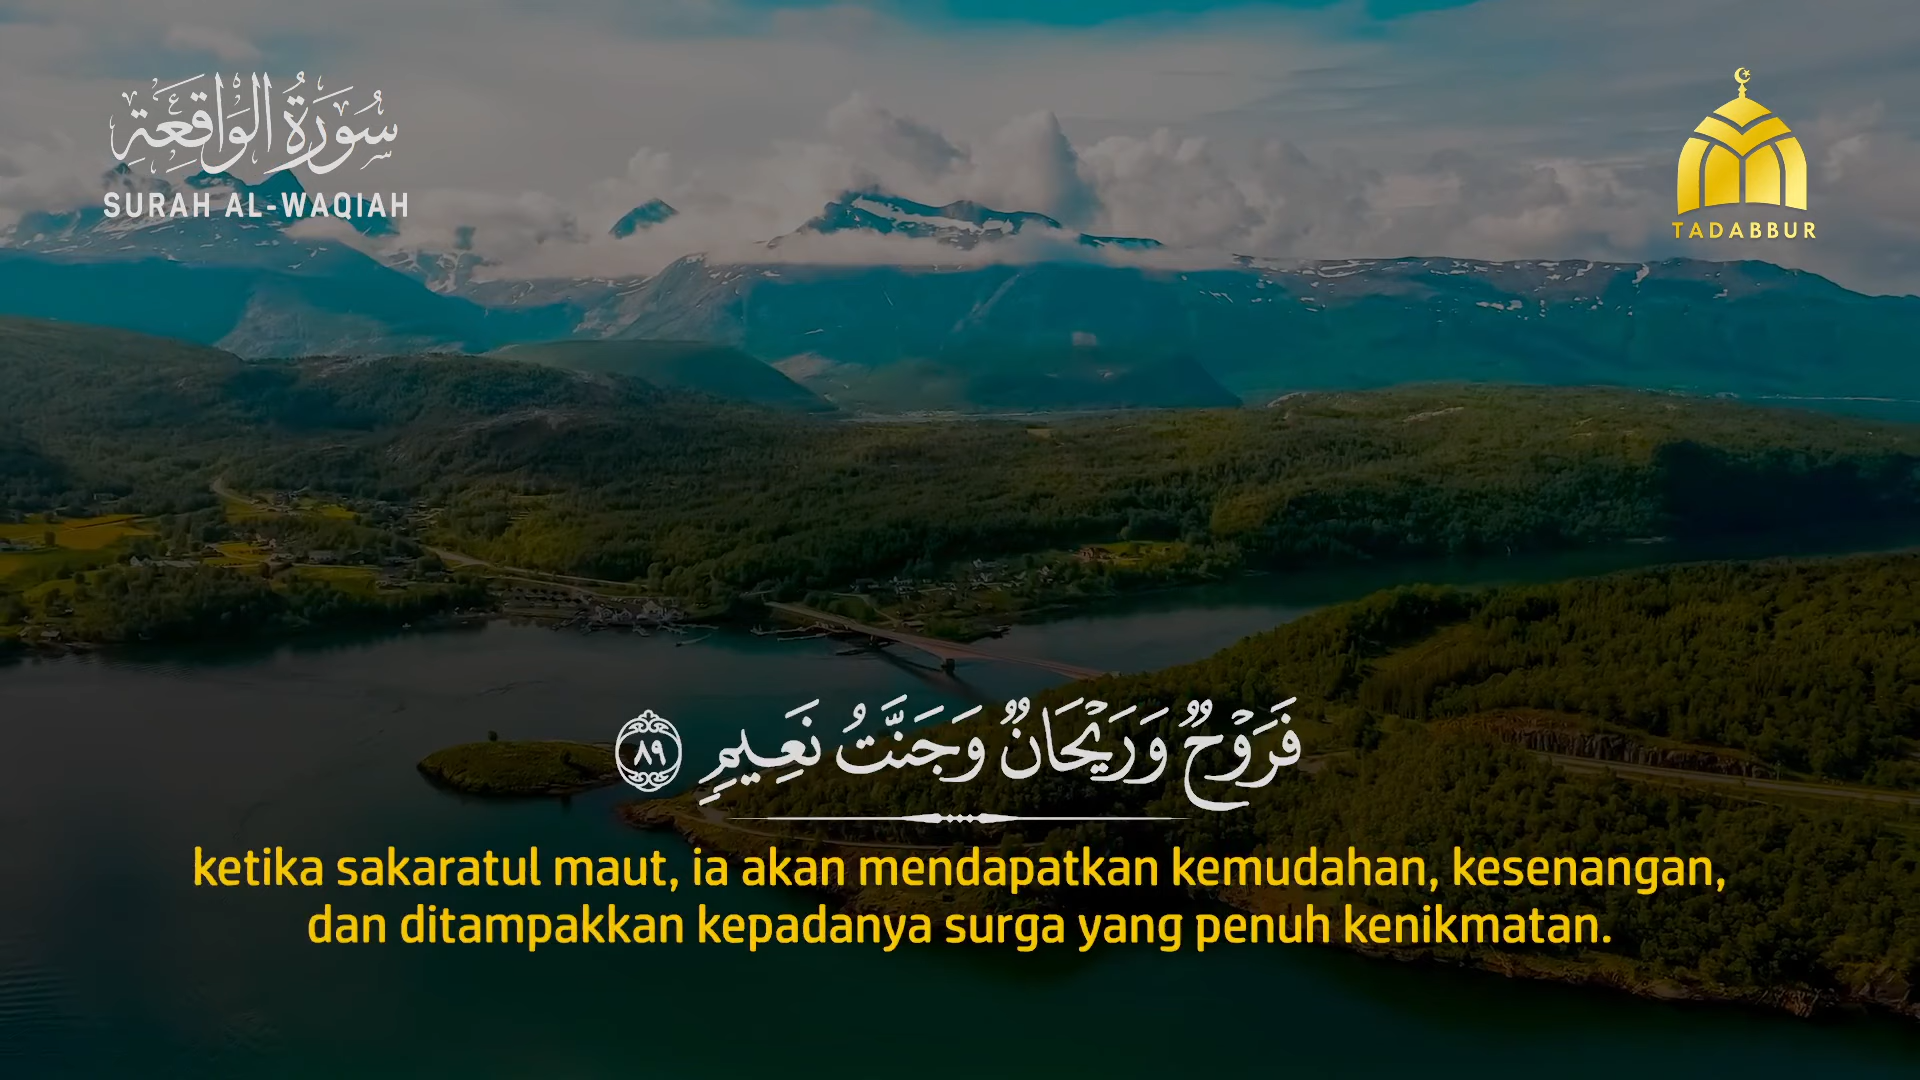 سُورَةُ الْوَاقِعَةِ
SURAH AL-WAQIAH
TADABBUR
فَرَوْحٌ وَرَيْحَانٌ وَجَنَّتُ نَعِيمٍ ٨٩
ketika sakaratul maut, ia akan mendapatkan kemudahan, kesenangan,
dan ditampakkan kepadanya surga yang penuh kenikmatan.